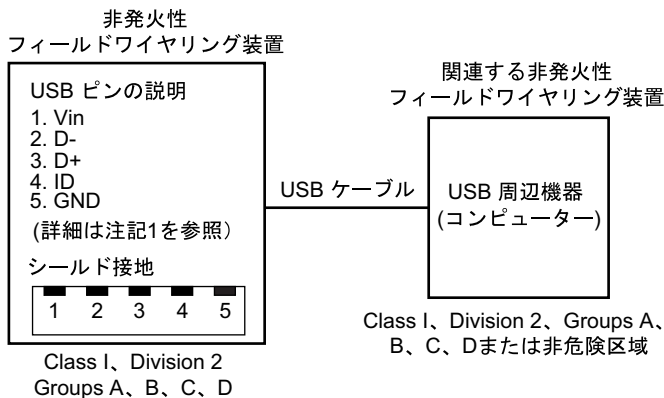 非発火性
フィールドワイヤリング装置
USB ピンの説明
1. Vin
2. D-
3. D+
4. ID
5. GND
(詳細は注記1を参照）
シールド接地
1 2 3 4 5
Class I、Division 2
Groups A、B、C、D
USB ケーブル
関連する非発火性
フィールドワイヤリング装置
USB 周辺機器
(コンピューター)
Class I、Division 2、Groups A、
B、C、Dまたは非危険区域